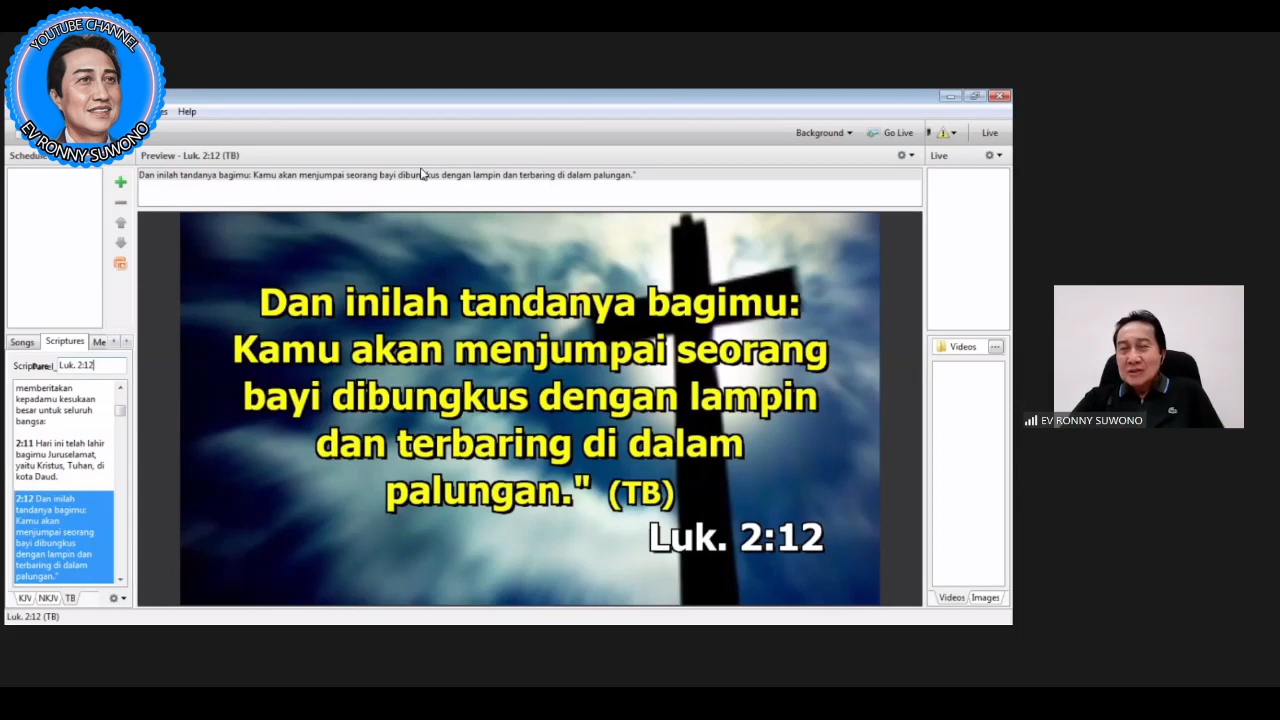 YOUTUBE CHANNEL
EV RONNY SUWONO
Help
Background
Go Live
Live
Preview - Luk. 2:12 (TB)
Live
Dan inilah tandanya bagimu: Kamu akan menjumpai seorang bayi dibungkus dengan lampin dan terbaring di dalam palungan."
Dan inilah tandanya bagimu:
Kamu akan menjumpai seorang
bayi dibungkus dengan lampin
dan terbaring di dalam
palungan." (TB)
Luk. 2:12
Songs
Scriptures
Me
Luk. 2:12
memberitakan
kepadamu kesukaan
besar untuk seluruh
bangsa:
2:11 Hari ini telah lahir
bagimu Juruselamat,
yaitu Kristus, Tuhan, di
kota Daud.
2:12 Dan inilah
tandanya bagimu:
Kamu akan
menjumpai seorang
bayi dibungkus
dengan lampin dan
terbaring di dalam
palungan."
KJV
NKJV
TB
Luk. 2:12 (TB)
Videos
Videos
Images
EV RONNY SUWONO